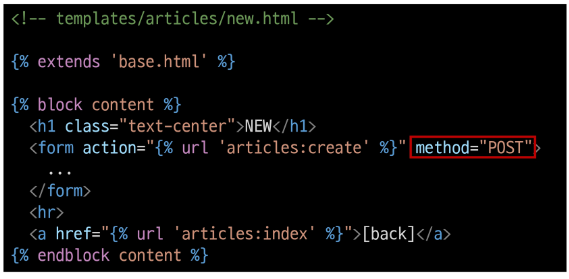 <!-- templates/articles/new.html -->
{% extends 'base.html' %}
{% block content %}
<h1 class="text-center">NEW</h1>
<form action="{% url 'articles:create' %}" method="POST">
...
</form>
<hr>
<a href="{% url 'articles:index' %}">[back]</a>
{% endblock content %}